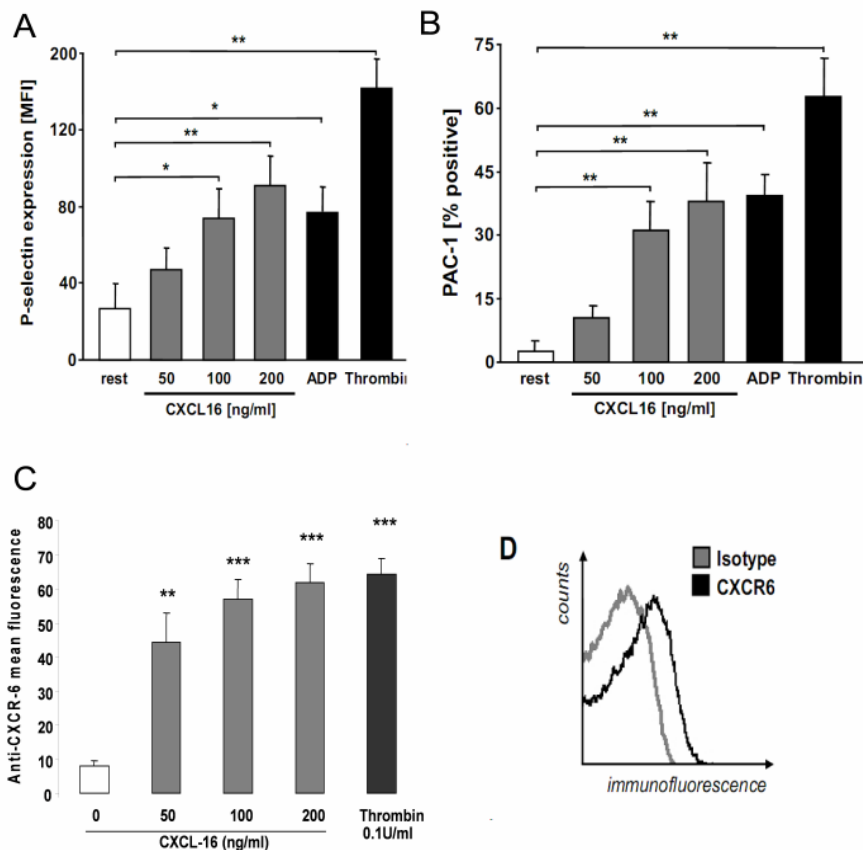 A
P-selectin expression [MFI]
200
120
80
40
0
**
*
**
*
rest
50
100
200
ADP
Thrombin
CXCL16 [ng/ml]
B
PAC-1 [% positive]
75
60
45
30
15
0
**
**
**
**
rest
50
100
200
ADP
Thrombin
CXCL16 [ng/ml]
C
Anti-CXCR-6 mean fluorescence
80
70
60
50
40
30
20
10
0
**
***
***
***
0
50
100
200
Thrombin
0.1U/ml
CXCL-16 (ng/ml)
D
Isotype
CXCR6
counts
immunofluorescence